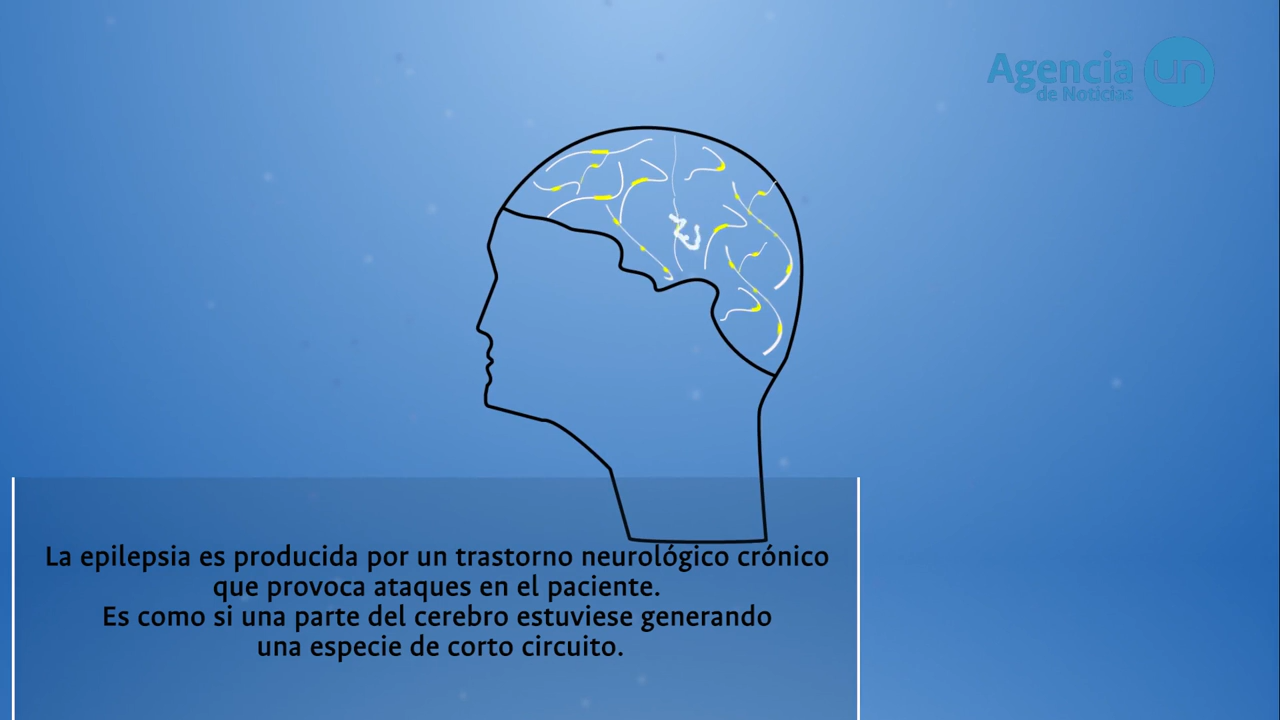 Agencia
de Noticias
un
La epilepsia es producida por un trastorno neurológico crónico
que provoca ataques en el paciente.
Es como si una parte del cerebro estuviese generando
una especie de corto circuito.